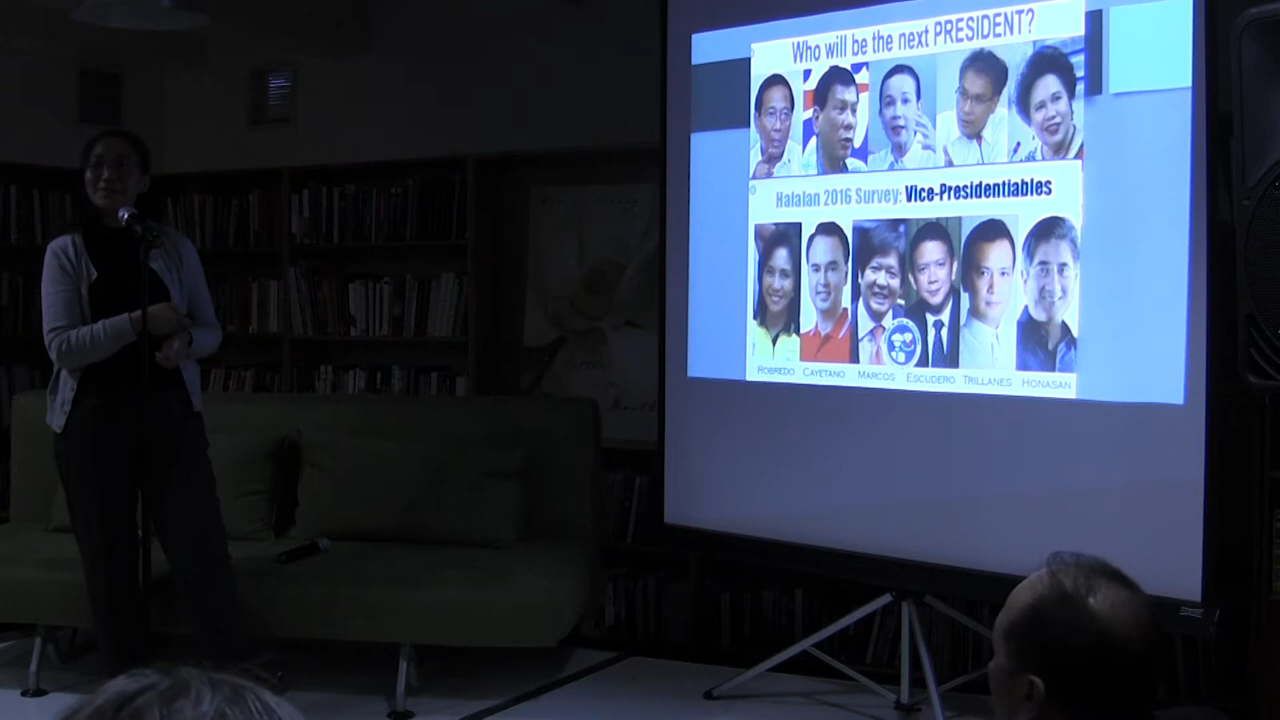 Who will be the next PRESIDENT?
Halalan 2016 Survey: Vice-Presidentiables
ROBREDO CAYETANO MARCOS ESCUDERO TRILLANES HONASAN